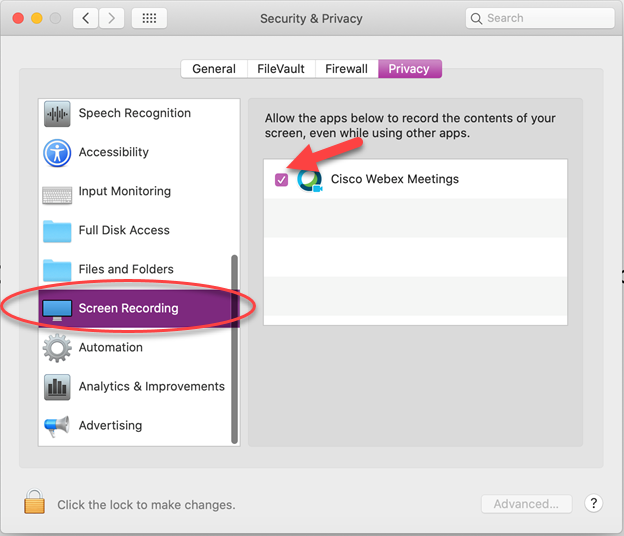 Security & Privacy
Search
General
FileVault
Firewall
Privacy
Speech Recognition
Accessibility
Input Monitoring
Full Disk Access
Files and Folders
Screen Recording
Automation
Analytics & Improvements
Advertising
Allow the apps below to record the contents of your
screen, even while using other apps.
Cisco Webex Meetings
Click the lock to make changes.
Advanced...
?